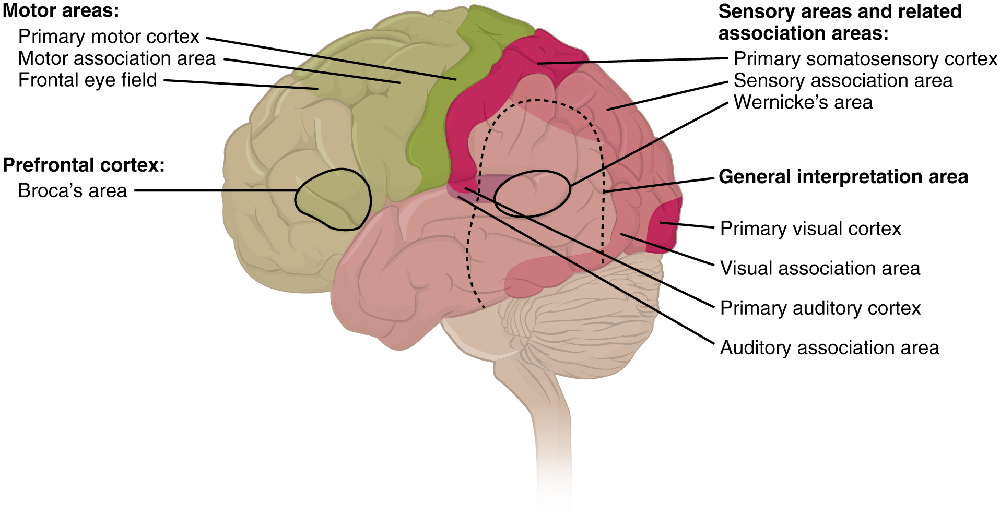 Motor areas:
Primary motor cortex
Motor association area
Frontal eye field
Prefrontal cortex:
Broca’s area
Sensory areas and related
association areas:
Primary somatosensory cortex
Sensory association area
Wernicke’s area
General interpretation area
Primary visual cortex
Visual association area
Primary auditory cortex
Auditory association area